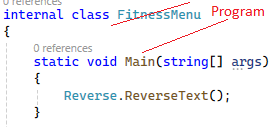 0 references
internal class FitnessMenu Program
{
0 references
static void Main(string[] args)
{
Reverse.ReverseText();
}